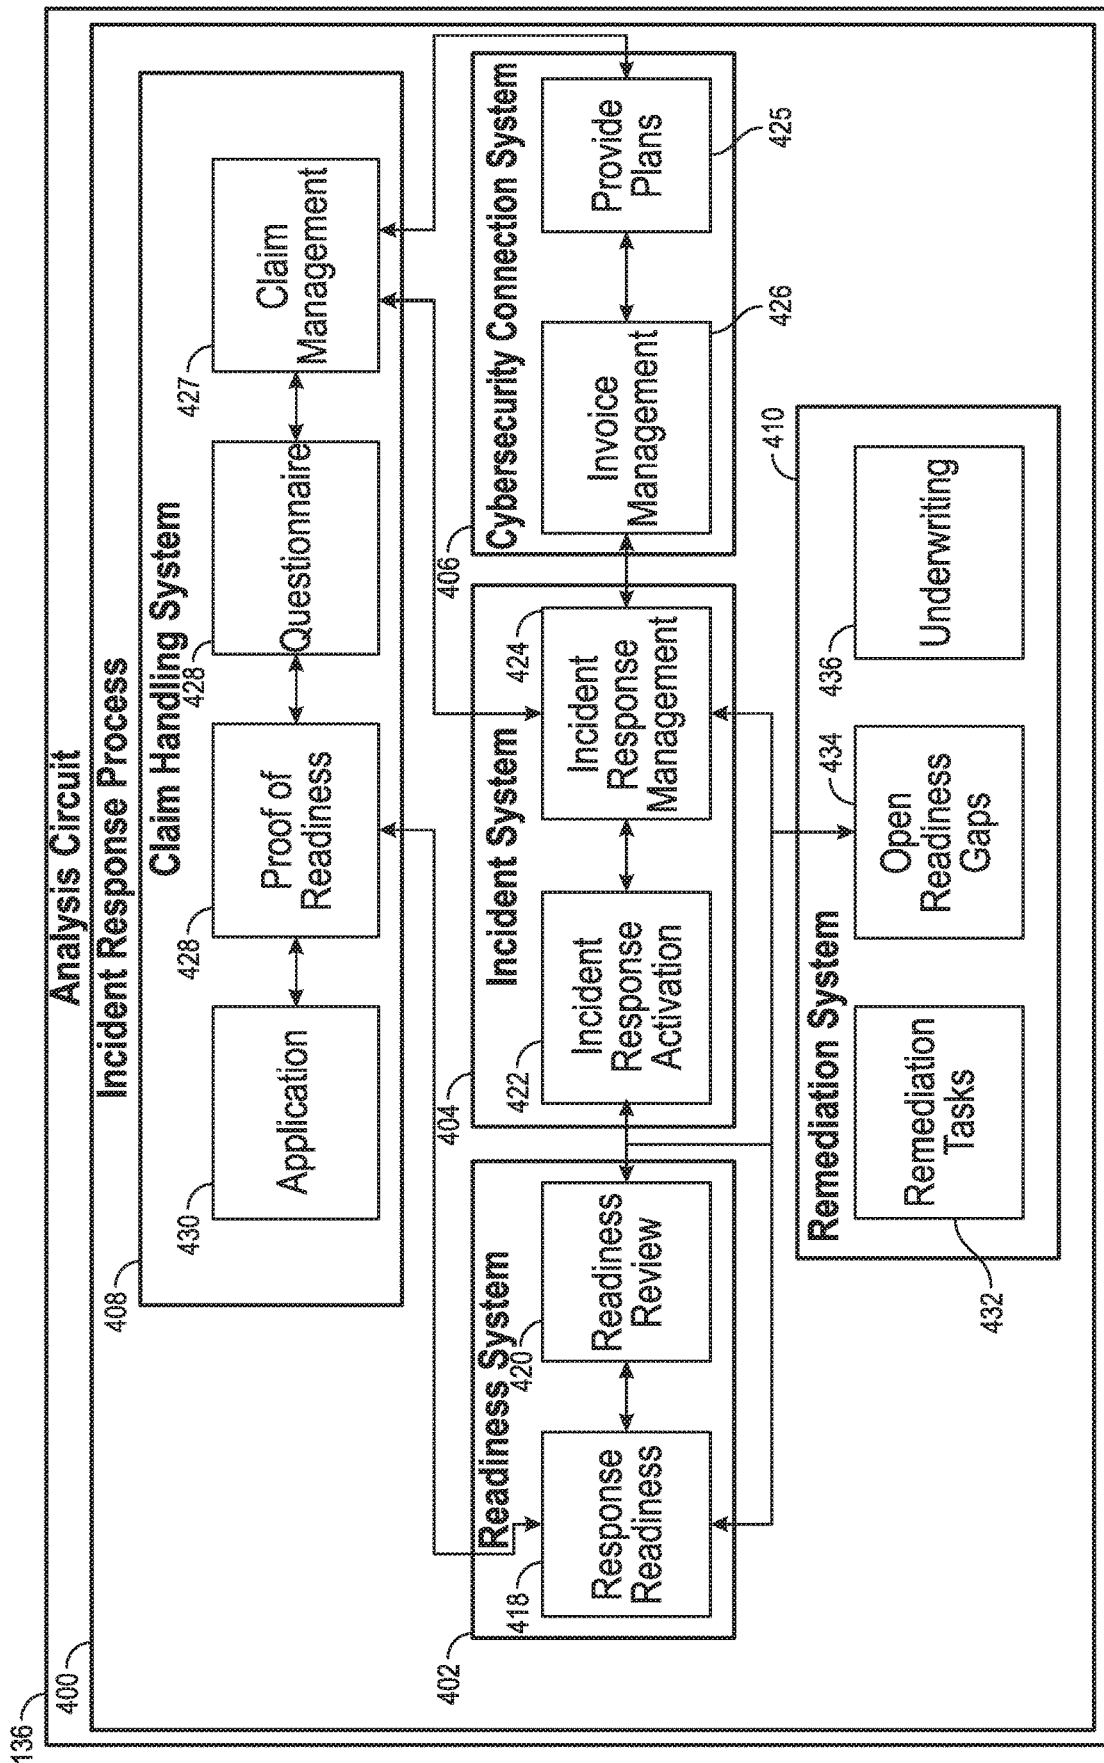 136
Analysis Circuit
400
Incident Response Process
408
Claim Handling System
430
Application
428
Proof of
Readiness
428
Questionnaire
427
Claim
Management
402
Readiness System
418
Response
Readiness
420
Readiness
Review
404
Incident System
422
Incident
Response
Activation
424
Incident
Response
Management
406
Cybersecurity Connection System
Invoice
Management
426
Provide
Plans
425
Remediation System
410
Remediation
Tasks
432
Open
Readiness
Gaps
434
Underwriting
436